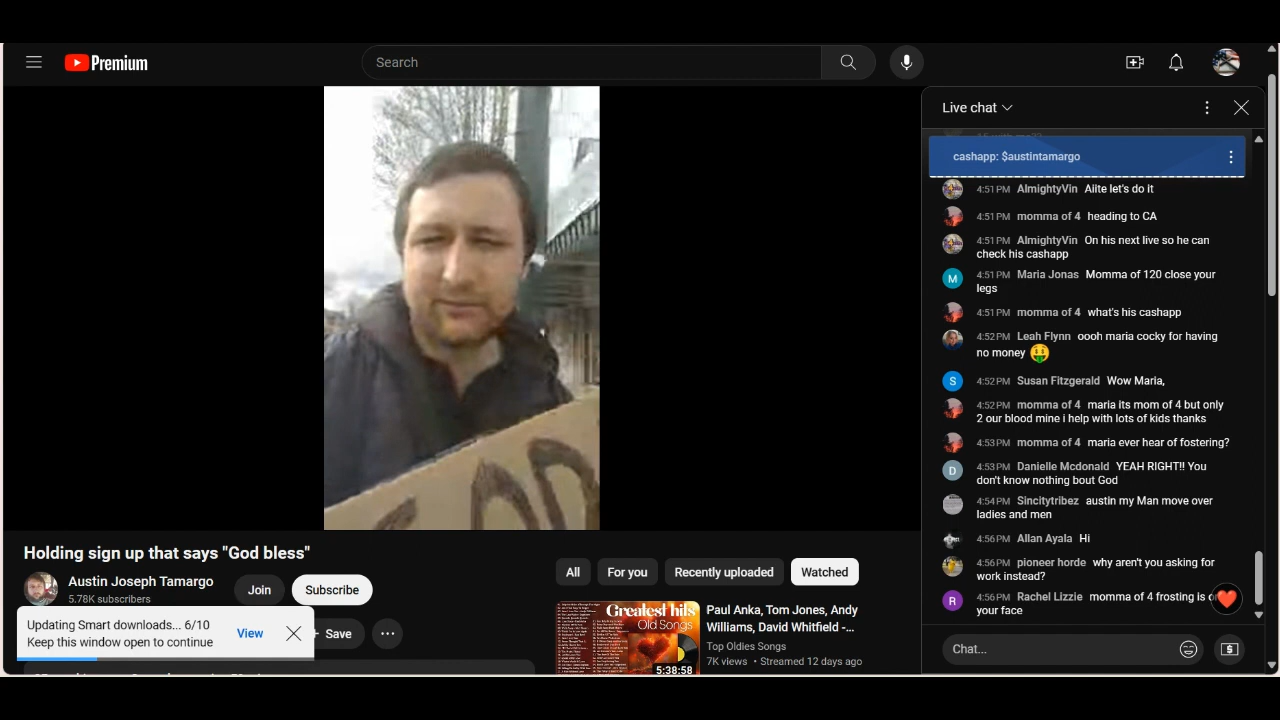 Premium
Search
Live chat
cashapp: $austintamargo
4:51 PM AlmightyVin Aiite let's do it
4:51 PM momma of 4 heading to CA
4:51 PM AlmightyVin On his next live so he can
check his cashapp
M
4:51 PM Maria Jonas Momma of 120 close your
legs
4:51 PM momma of 4 what's his cashapp
4:52 PM Leah Flynn oooh maria cocky for having
no money
S
4:52 PM Susan Fitzgerald Wow Maria,
4:52 PM momma of 4 maria its mom of 4 but only
2 our blood mine i help with lots of kids thanks
4:53 PM momma of 4 maria ever hear of fostering?
D
4:53 PM Danielle Mcdonald YEAH RIGHT!! You
don't know nothing bout God
4:54 PM Sincitytribez austin my Man move over
ladies and men
4:56 PM Allan Ayala Hi
4:56 PM pioneer horde why aren't you asking for
work instead?
R
4:56 PM Rachel Lizzie momma of 4 frosting is
your face
Chat...
Holding sign up that says "God bless"
Austin Joseph Tamargo
5.78K subscribers
Join
Subscribe
Updating Smart downloads... 6/10
Keep this window open to continue
View
Save
All
For you
Recently uploaded
Watched
Greatest hits
Old Songs
5:38:58
Paul Anka, Tom Jones, Andy
Williams, David Whitfield -...
Top Oldies Songs
7K views • Streamed 12 days ago